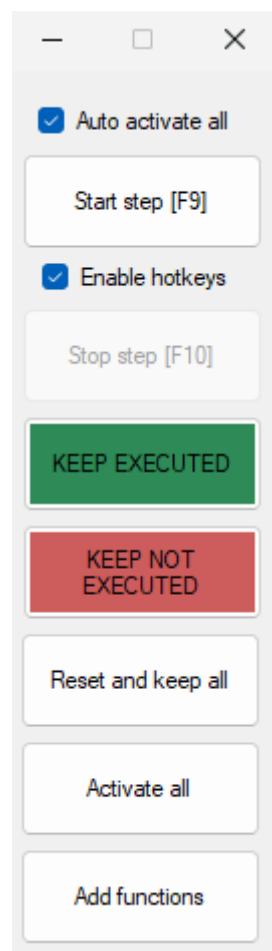 Auto activate all
Start step [F9]
Enable hotkeys
Stop step [F10]
KEEP EXECUTED
KEEP NOT
EXECUTED
Reset and keep all
Activate all
Add functions